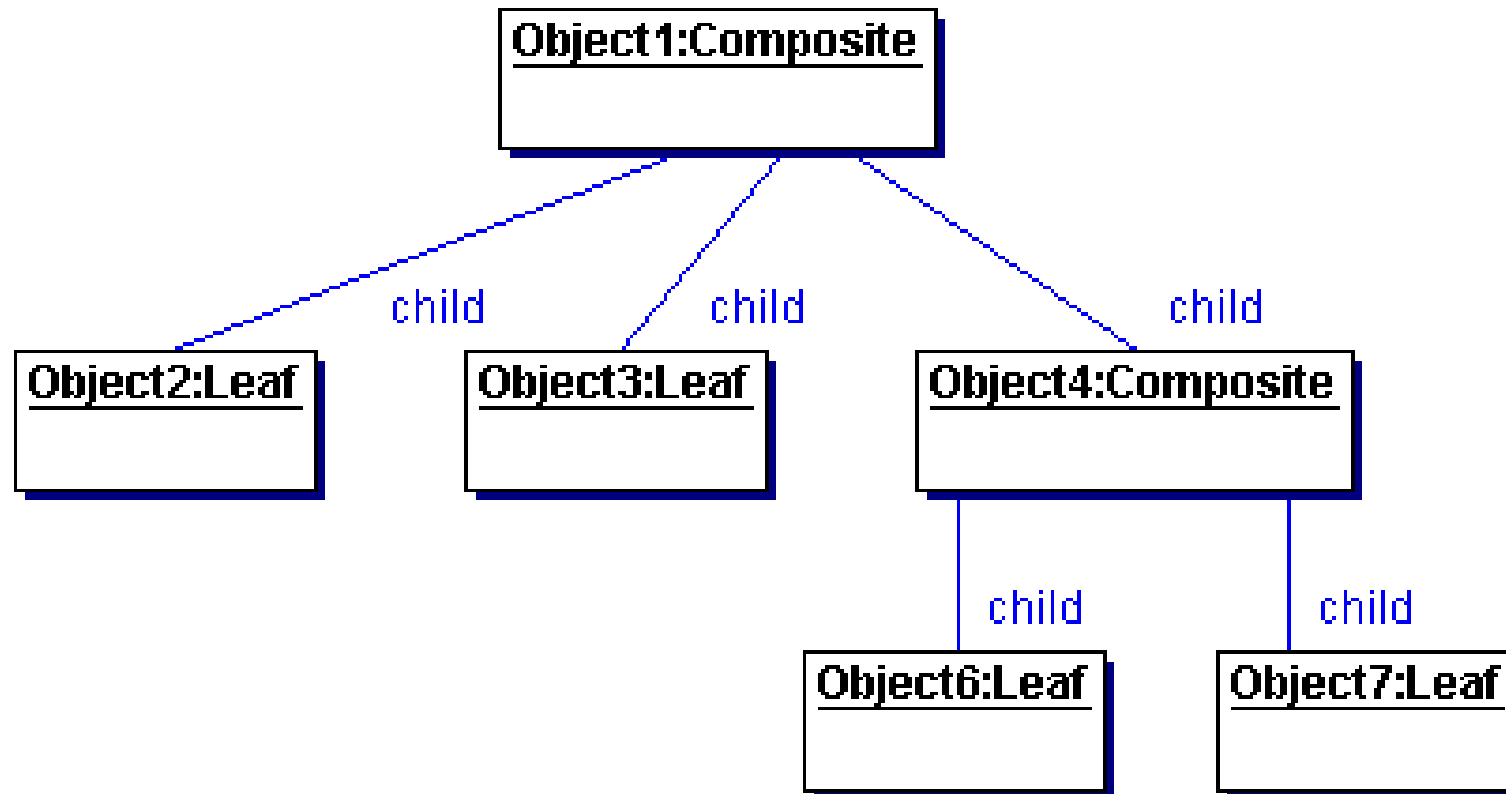 Object1:Composite
child
child
child
Object2:Leaf
Object3:Leaf
Object4:Composite
child
child
Object6:Leaf
Object7:Leaf